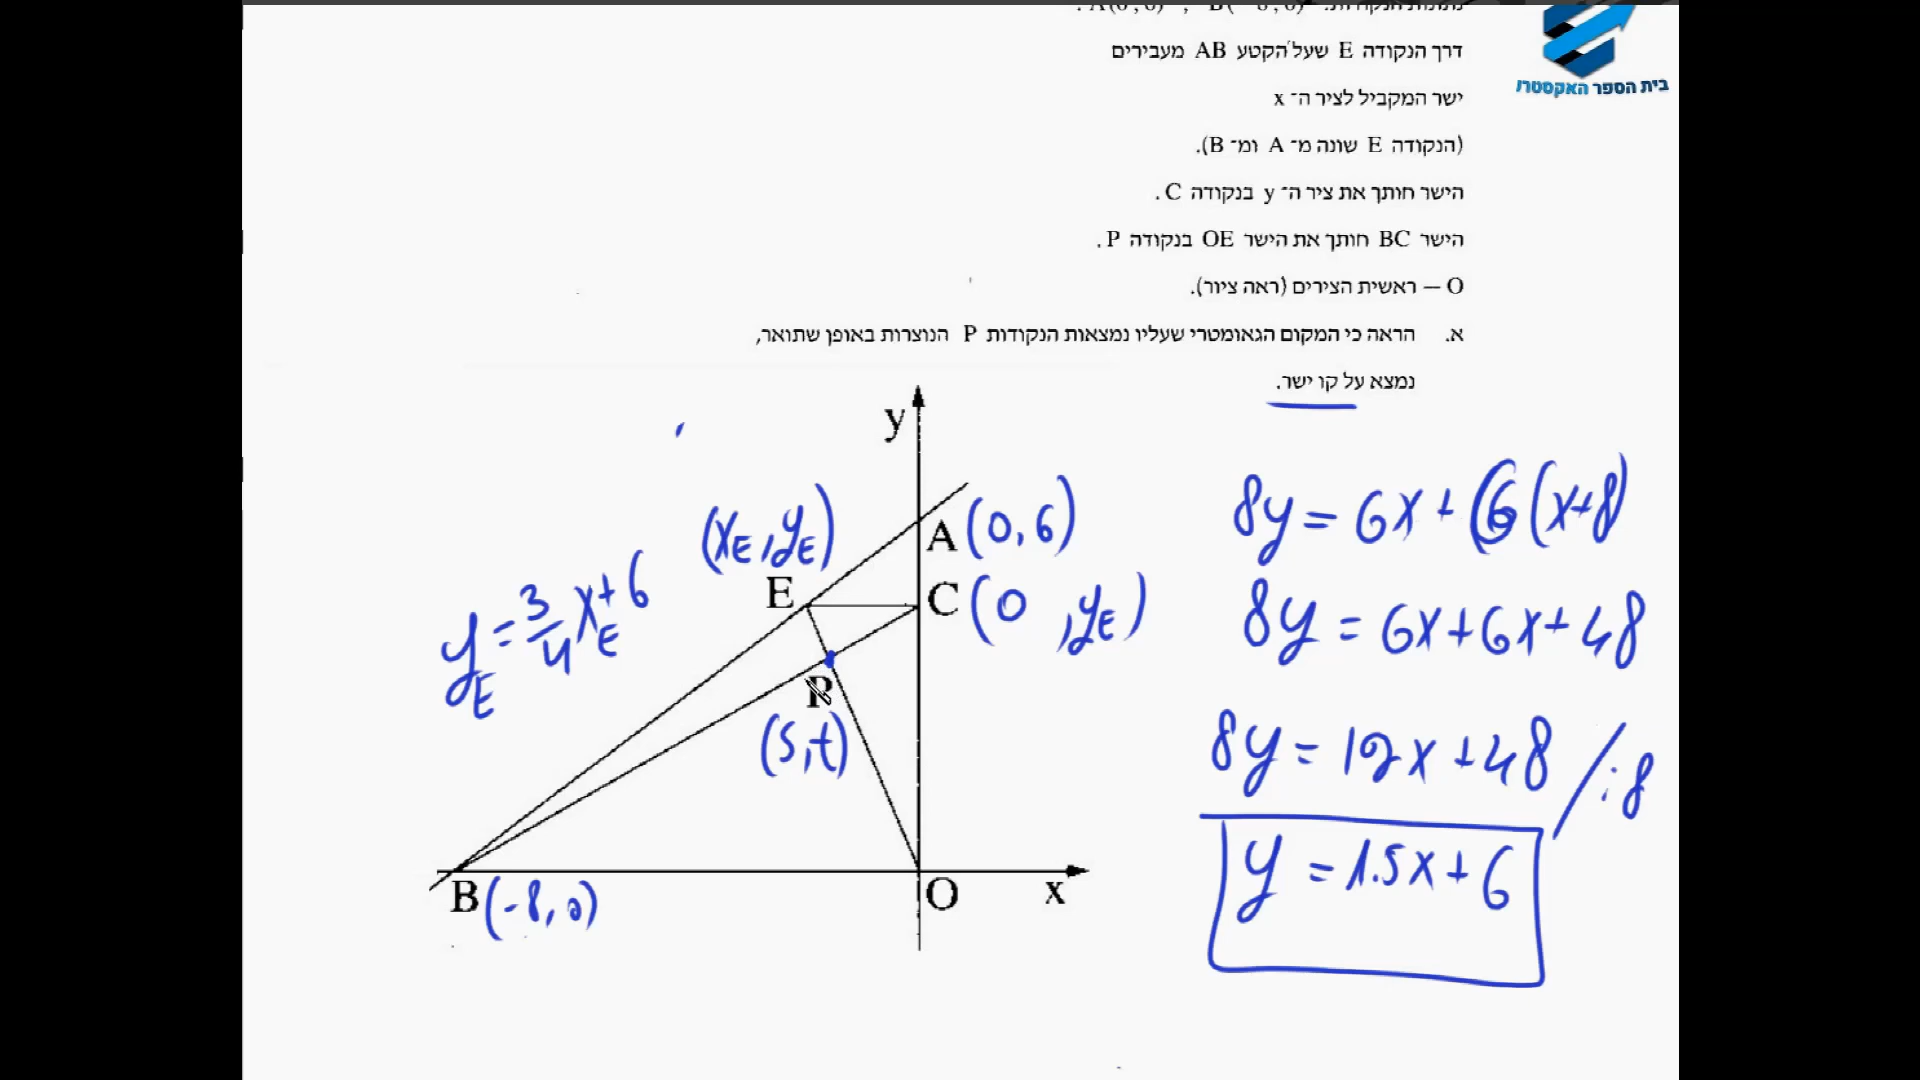 דרך הנקודה E שעל הקטע AB מעבירים
ישר המקביל לציר ה־ x
(הנקודה E שונה מ־ A ומ־ B).
הישר חותך את ציר ה־ y בנקודה C .
הישר BC חותך את הישר OE בנקודה P .
O — ראשית הצירים (ראה ציור).
א. הראה כי המקום הגאומטרי שעליו נמצאות הנקודות P הנוצרות באופן שתואר,
נמצא על קו ישר.
בית הספר האקסטרני
y
(xE , yE)
A (0, 6)
E
C (0 , yE)
yE = 3/4 xE + 6
P
(s, t)
B (-8, 0)
O
x
8y = 6x + 6(x+8)
8y = 6x + 6x + 48
8y = 12x + 48 / :8
y = 1.5x + 6